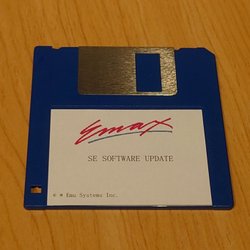 Emax
SE SOFTWARE UPDATE
Emu Systems Inc.